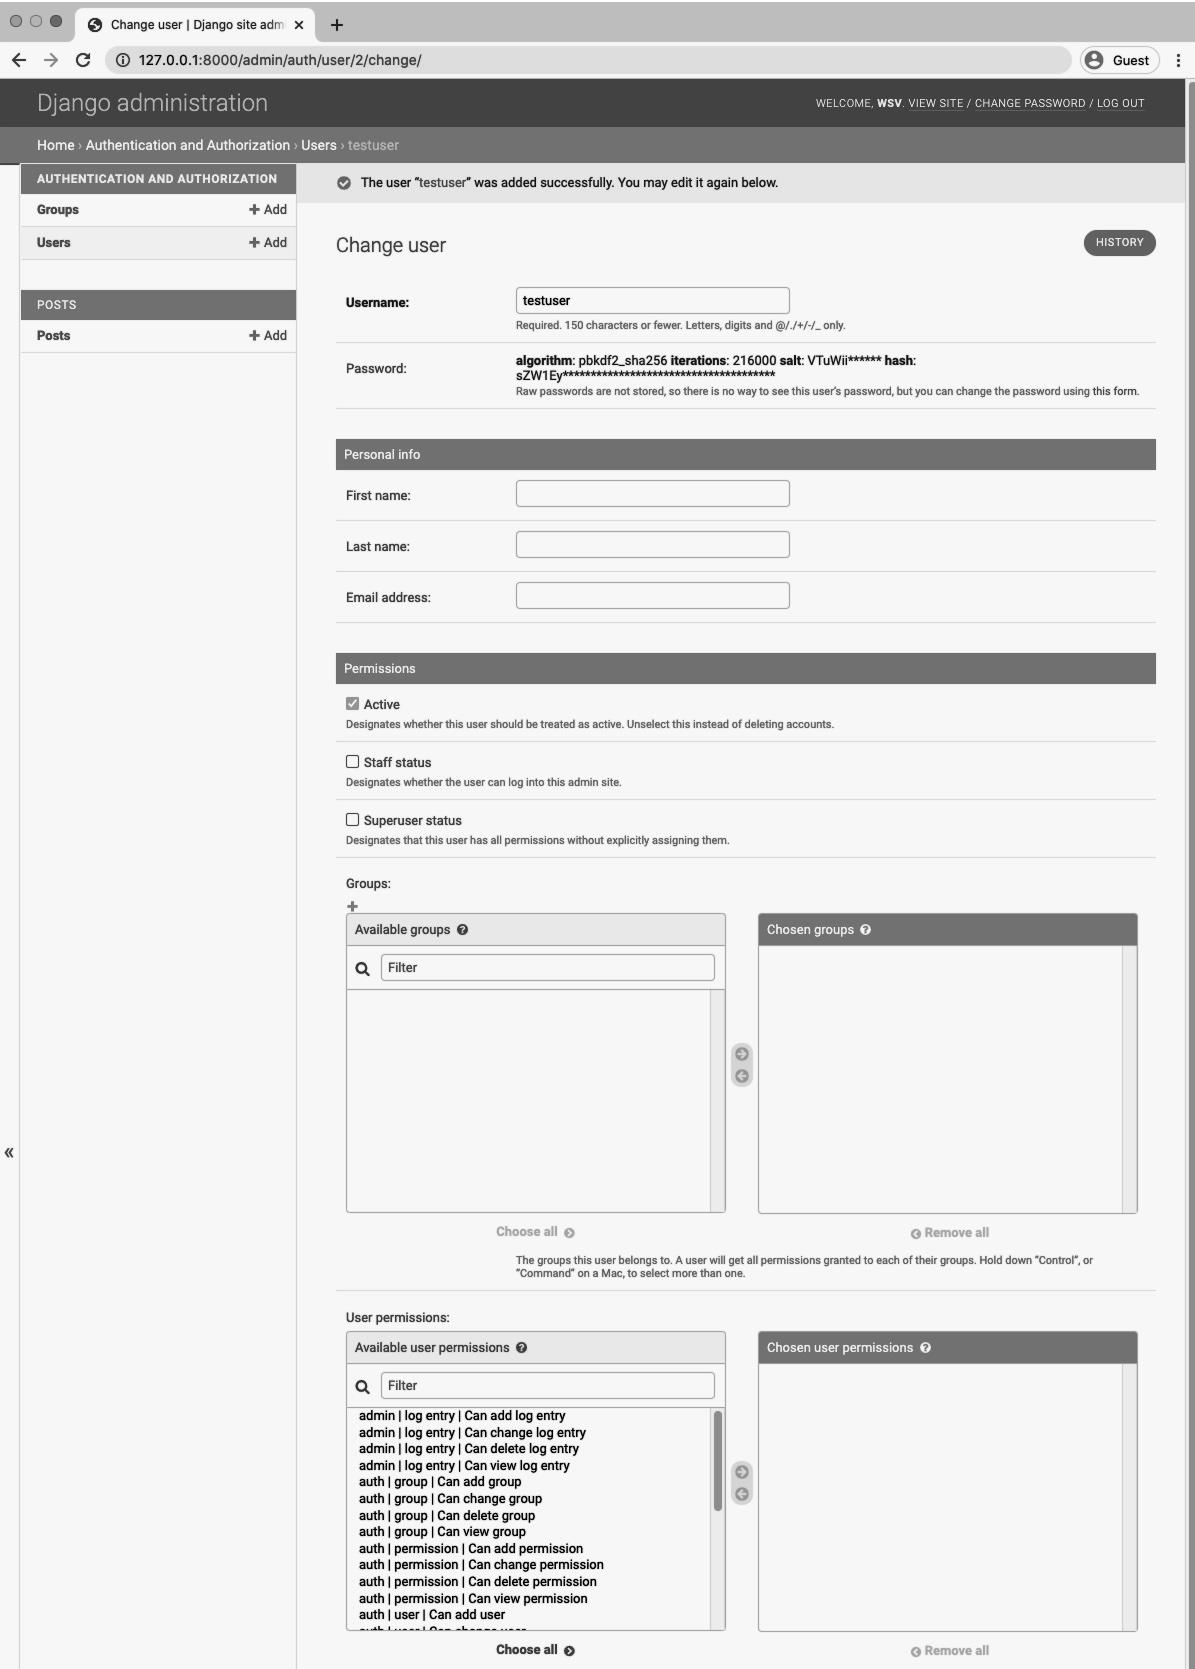 Change user | Django site adm
127.0.0.1:8000/admin/auth/user/2/change/
Guest
Django administration
WELCOME, WSV. VIEW SITE / CHANGE PASSWORD / LOG OUT
Home › Authentication and Authorization › Users › testuser
AUTHENTICATION AND AUTHORIZATION
Groups + Add
Users + Add
POSTS
Posts + Add
The user “testuser” was added successfully. You may edit it again below.
Change user
HISTORY
Username: testuser
Required. 150 characters or fewer. Letters, digits and @/./+/-/_ only.
Password:
algorithm: pbkdf2_sha256 iterations: 216000 salt: VTuWii****** hash:
sZW1Ey**************************************
Raw passwords are not stored, so there is no way to see this user’s password, but you can change the password using this form.
Personal info
First name:
Last name:
Email address:
Permissions
Active
Designates whether this user should be treated as active. Unselect this instead of deleting accounts.
Staff status
Designates whether the user can log into this admin site.
Superuser status
Designates that this user has all permissions without explicitly assigning them.
Groups:
+
Available groups
Filter
Chosen groups
«
Choose all
Remove all
The groups this user belongs to. A user will get all permissions granted to each of their groups. Hold down “Control”, or
“Command” on a Mac, to select more than one.
User permissions:
Available user permissions
Filter
admin | log entry | Can add log entry
admin | log entry | Can change log entry
admin | log entry | Can delete log entry
admin | log entry | Can view log entry
auth | group | Can add group
auth | group | Can change group
auth | group | Can delete group
auth | group | Can view group
auth | permission | Can add permission
auth | permission | Can change permission
auth | permission | Can delete permission
auth | permission | Can view permission
auth | user | Can add user
auth | user | Can change user
Chosen user permissions
Choose all
Remove all